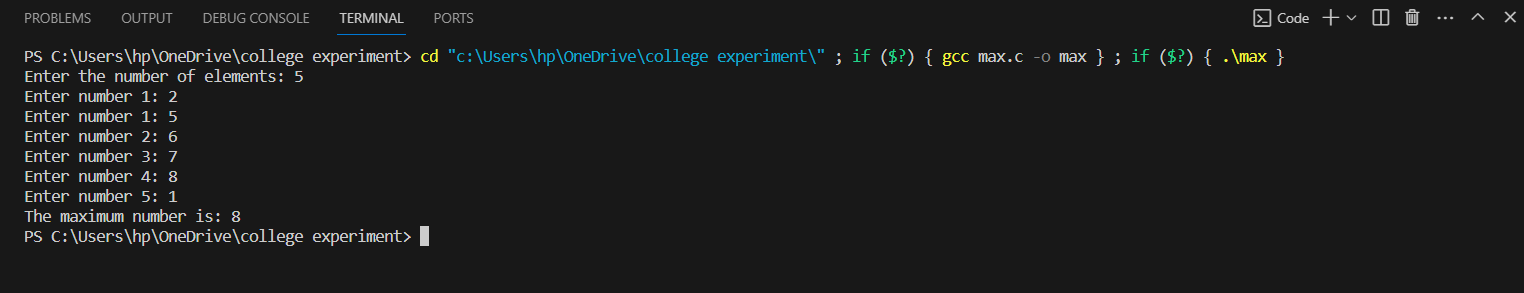 PROBLEMS OUTPUT DEBUG CONSOLE TERMINAL PORTS Code
PS C:\Users\hp\OneDrive\college experiment> cd "c:\Users\hp\OneDrive\college experiment\" ; if ($?) { gcc max.c -o max } ; if ($?) { .\max }
Enter the number of elements: 5
Enter number 1: 2
Enter number 1: 5
Enter number 2: 6
Enter number 3: 7
Enter number 4: 8
Enter number 5: 1
The maximum number is: 8
PS C:\Users\hp\OneDrive\college experiment>